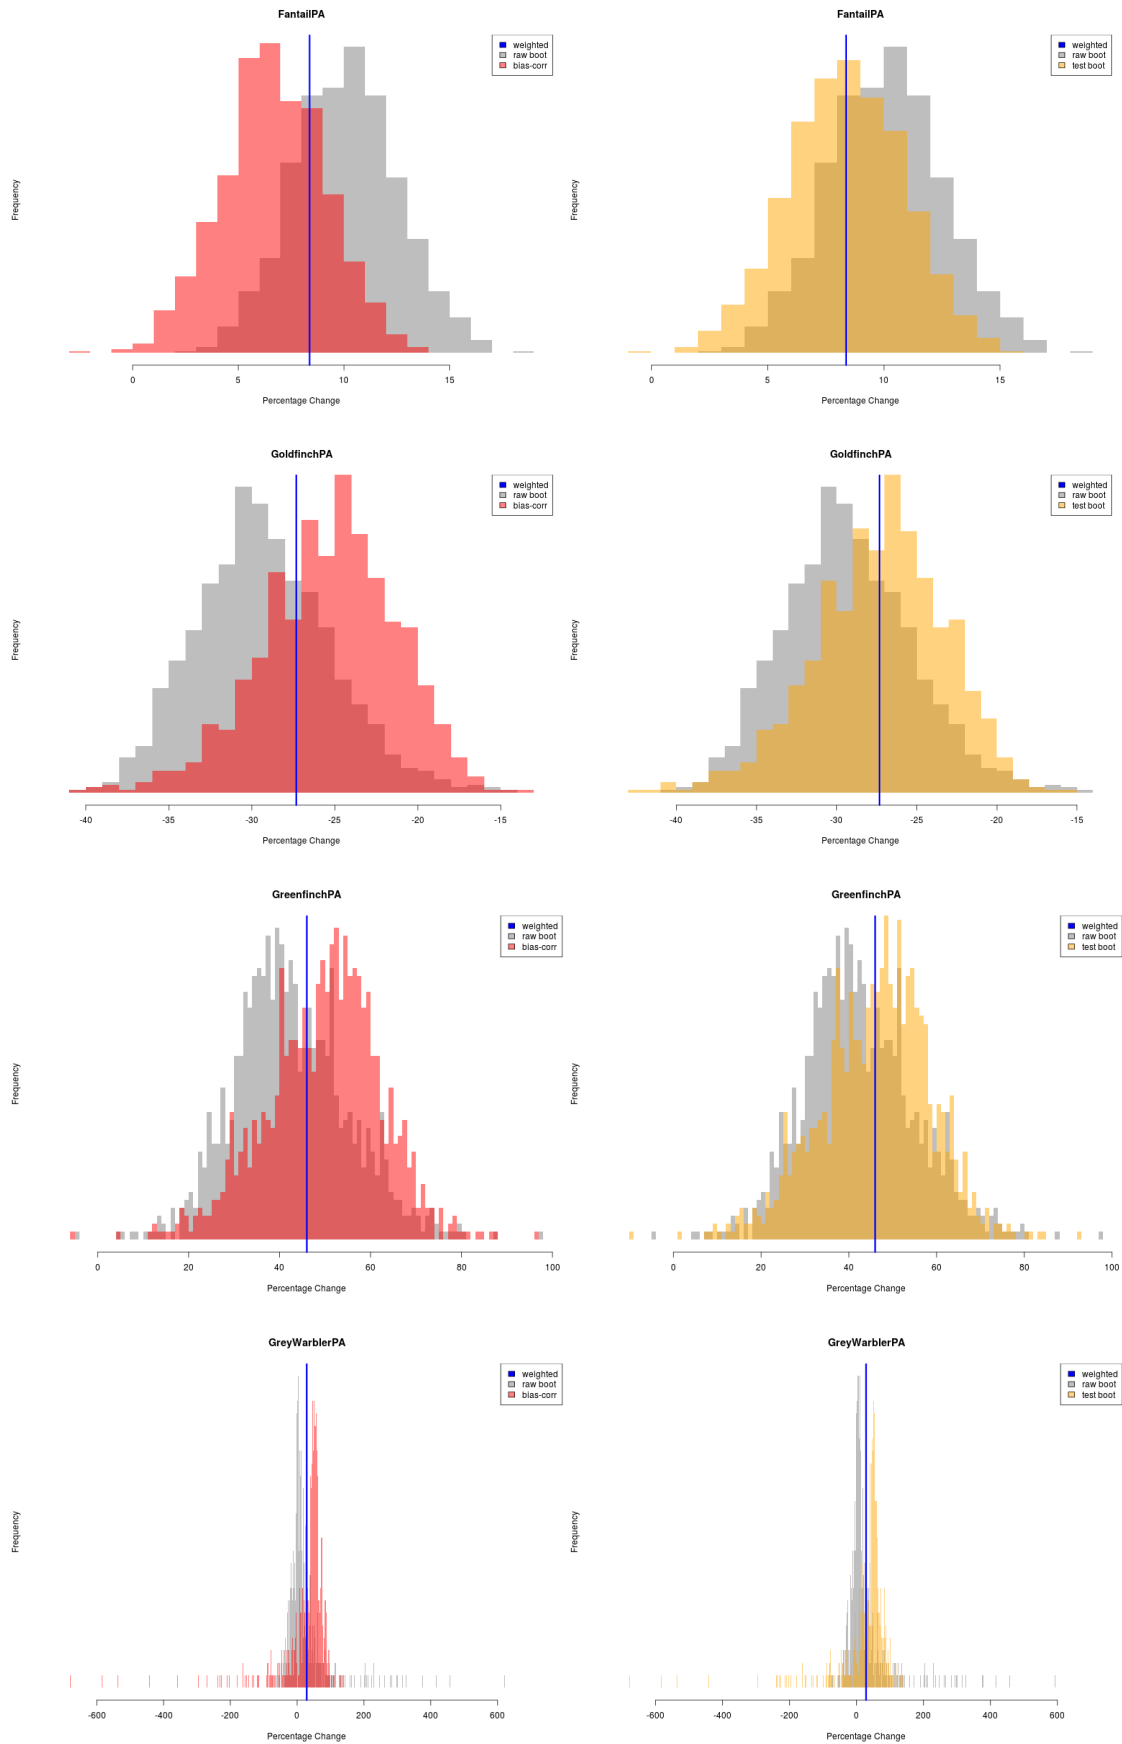 FantailPA
weighted
raw boot
bias-corr
Frequency
0 5 10 15
Percentage Change
FantailPA
weighted
raw boot
test boot
Frequency
0 5 10 15
Percentage Change
GoldfinchPA
weighted
raw boot
bias-corr
Frequency
-40 -35 -30 -25 -20 -15
Percentage Change
GoldfinchPA
weighted
raw boot
test boot
Frequency
-40 -35 -30 -25 -20 -15
Percentage Change
GreenfinchPA
weighted
raw boot
bias-corr
Frequency
0 20 40 60 80 100
Percentage Change
GreenfinchPA
weighted
raw boot
test boot
Frequency
0 20 40 60 80 100
Percentage Change
GreyWarblerPA
weighted
raw boot
bias-corr
Frequency
-600 -400 -200 0 200 400 600
Percentage Change
GreyWarblerPA
weighted
raw boot
test boot
Frequency
-600 -400 -200 0 200 400 600
Percentage Change